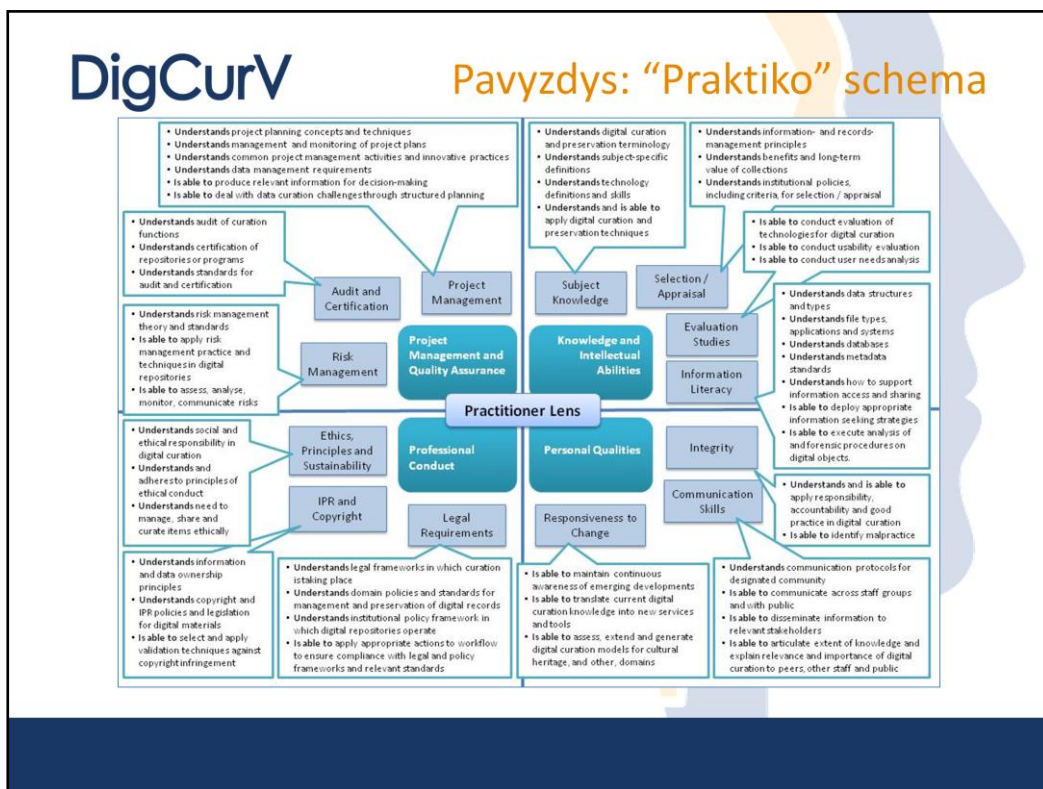 DigCurV
Pavyzdys: “Praktiko” schema
• Understands project planning concepts and techniques
• Understands management and monitoring of project plans
• Understands common project management activities and innovative practices
• Understands data management requirements
• Is able to produce relevant information for decision-making
• Is able to deal with data curation challenges through structured planning
• Understands digital curation
and preservation terminology
• Understands subject-specific
definitions
• Understands technology
definitions and skills
• Understands and is able to
apply digital curation and
preservation techniques
• Understands information- and records-
management principles
• Understands benefits and long-term
value of collections
• Understands institutional policies,
including criteria, for selection / appraisal
• Understands audit of curation
functions
• Understands certification of
repositories or programs
• Understands standards for
audit and certification
• Is able to conduct evaluation of
technologies for digital curation
• Is able to conduct usability evaluation
• Is able to conduct user needs analysis
Audit and
Certification
Project
Management
Subject
Knowledge
Selection /
Appraisal
• Understands risk management
theory and standards
• Is able to apply risk
management practice and
techniques in digital
repositories
• Is able to assess, analyse,
monitor, communicate risks
Risk
Management
Project
Management and
Quality Assurance
Knowledge and
Intellectual
Abilities
Evaluation
Studies
Information
Literacy
• Understands data structures
and types
• Understands file types,
applications and systems
• Understands databases
• Understands metadata
standards
• Understands how to support
information access and sharing
• Is able to deploy appropriate
information seeking strategies
• Is able to execute analysis of
and forensic procedures on
digital objects.
Practitioner Lens
• Understands social and
ethical responsibility in
digital curation
• Understands and
adheres to principles of
ethical conduct
• Understands need to
manage, share and
curate items ethically
Ethics,
Principles and
Sustainability
Professional
Conduct
Personal Qualities
Integrity
IPR and
Copyright
Legal
Requirements
Responsiveness to
Change
Communication
Skills
• Understands and is able to
apply responsibility,
accountability and good
practice in digital curation
• Is able to identify malpractice
• Understands information
and data ownership
principles
• Understands copyright and
IPR policies and legislation
for digital materials
• Is able to select and apply
validation techniques against
copyright infringement
• Understands legal frameworks in which curation
is taking place
• Understands domain policies and standards for
management and preservation of digital records
• Understands institutional policy framework in
which digital repositories operate
• Is able to apply appropriate actions to workflow
to ensure compliance with legal and policy
frameworks and relevant standards
• Is able to maintain continuous
awareness of emerging developments
• Is able to translate current digital
curation knowledge into new services
and tools
• Is able to assess, extend and generate
digital curation models for cultural
heritage, and other, domains
• Understands communication protocols for
designated community
• Is able to communicate across staff groups
and with public
• Is able to disseminate information to
relevant stakeholders
• Is able to articulate extent of knowledge and
explain relevance and importance of digital
curation to peers, other staff and public